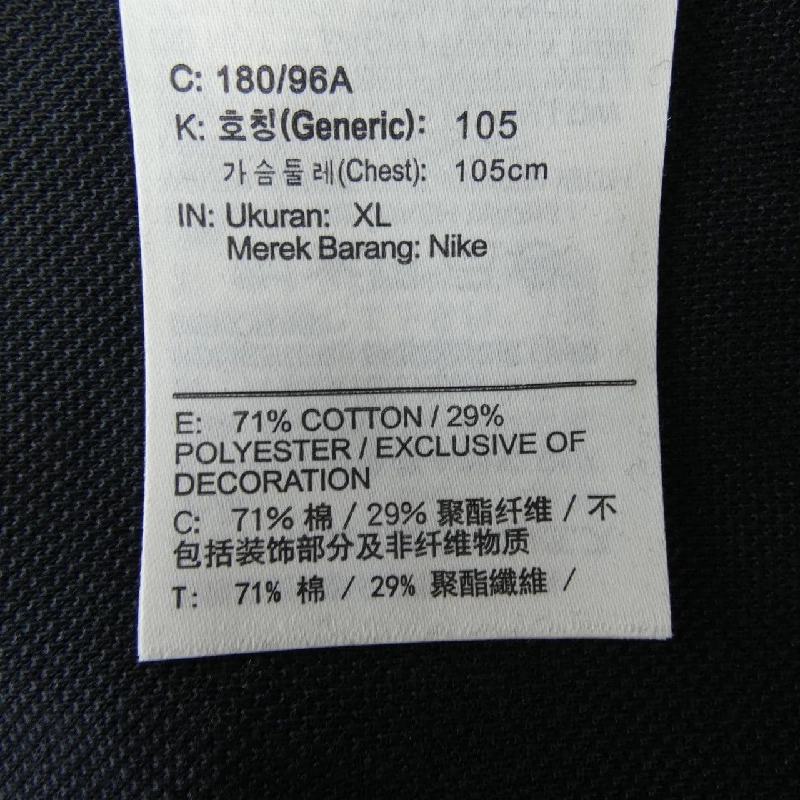 C: 180/96A
K: 호칭(Generic): 105
가슴둘레(Chest): 105cm
IN: Ukuran: XL
Merek Barang: Nike
E: 71% COTTON / 29%
POLYESTER / EXCLUSIVE OF
DECORATION
C: 71% 棉 / 29% 聚酯纤维 / 不
包括装饰部分及非纤维物质
T: 71% 棉 / 29% 聚酯纖維 /